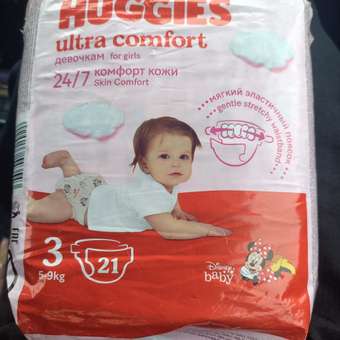 HUGGIES
ultra comfort
девочкам for girls
24/7 комфорт кожи
Skin Comfort
мягкий эластичный поясок
gentle stretchy waistband
3
5-9kg
21
Disney
baby
EAC